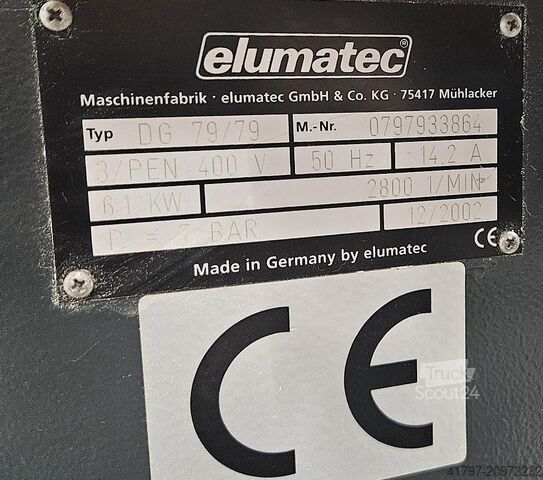 elumatec®
Maschinenfabrik · elumatec GmbH & Co. KG · 75417 Mühlacker
Typ DG 79/79 M.-Nr. 0797933864
3/PEN 400 V 50 Hz 14.2 A
6.1 KW 2800 1/MIN
P = 7 BAR 12/2002
Made in Germany by elumatec CE
CE
Truck
Scout24
41797-20973232